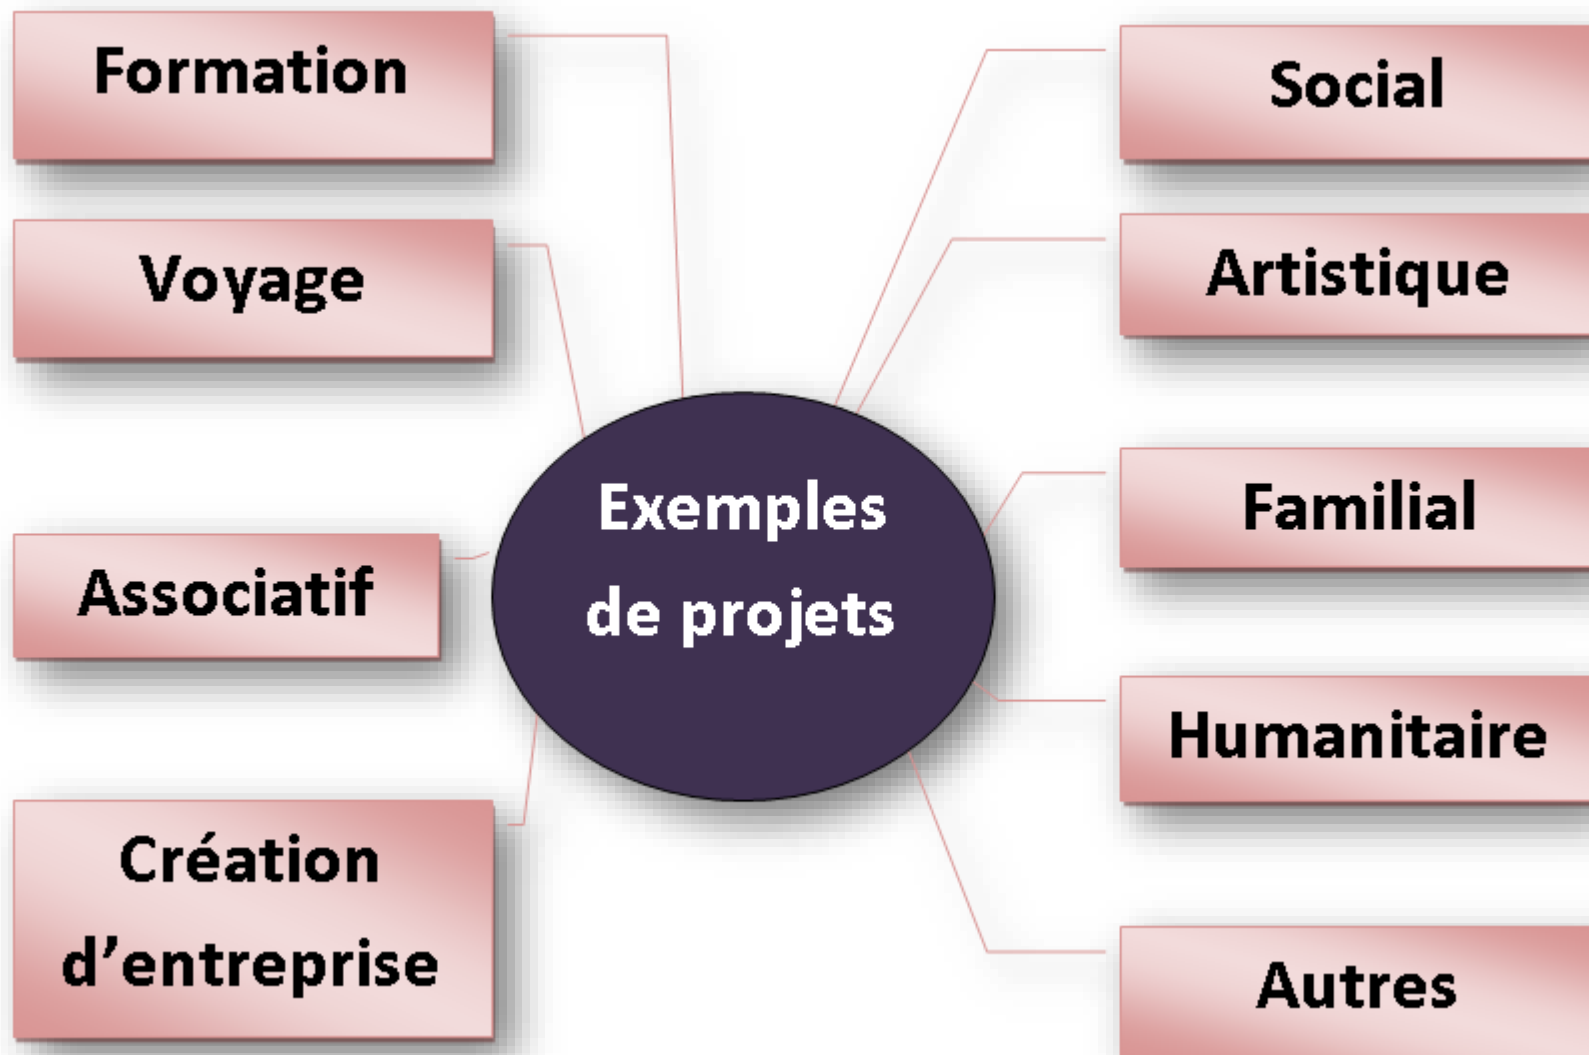 Formation
Voyage
Associatif
Création
d’entreprise
Exemples
de projets
Social
Artistique
Familial
Humanitaire
Autres